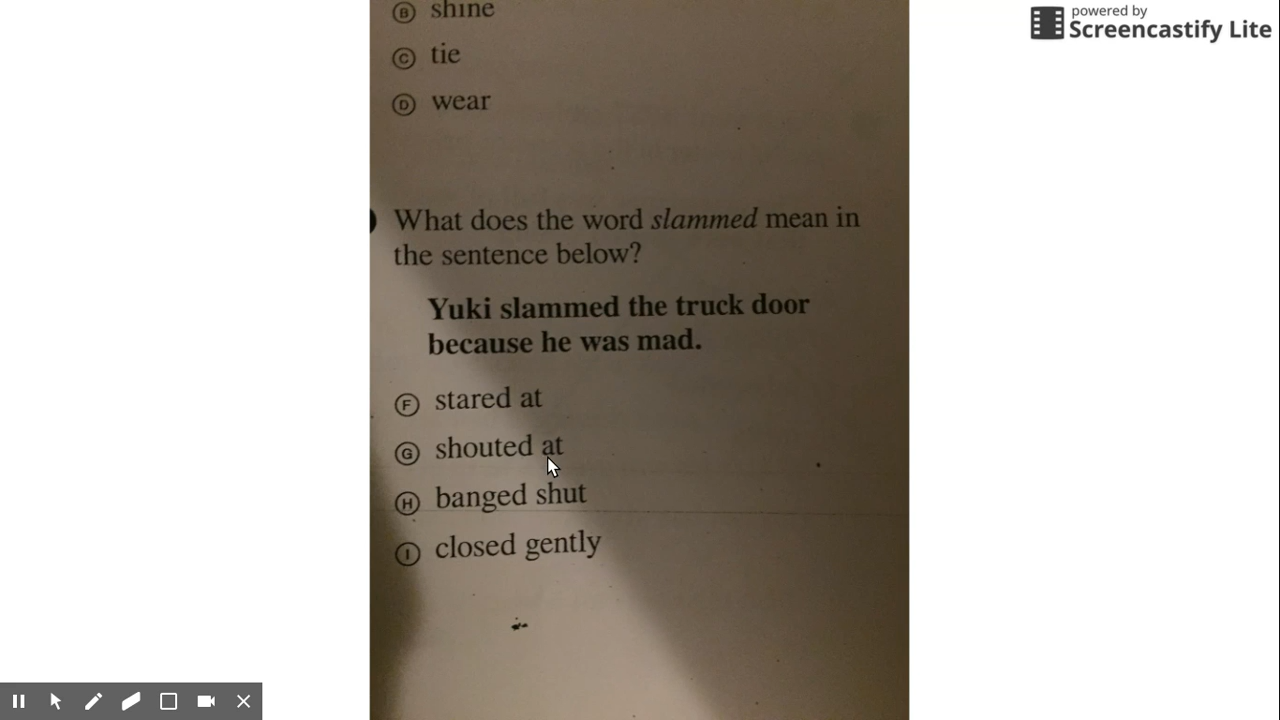 powered by
Screencastify Lite
B shine
C tie
D wear
What does the word slammed mean in
the sentence below?
Yuki slammed the truck door
because he was mad.
F stared at
G shouted at
H banged shut
I closed gently